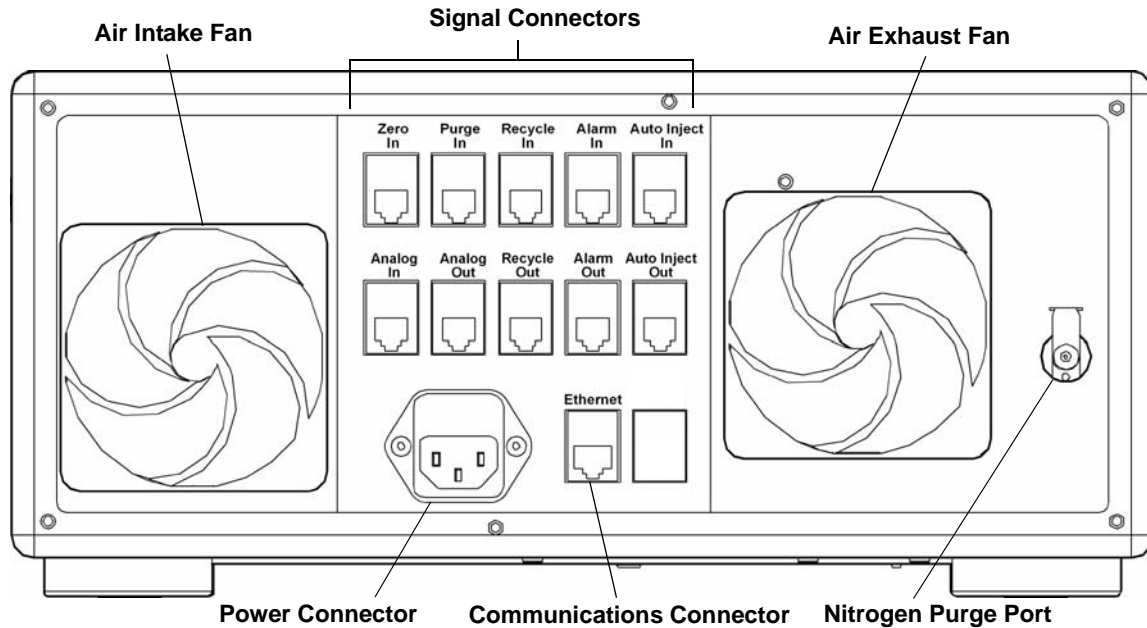 Signal Connectors
Air Intake Fan
Air Exhaust Fan
Zero In
Purge In
Recycle In
Alarm In
Auto Inject In
Analog In
Analog Out
Recycle Out
Alarm Out
Auto Inject Out
Ethernet
Power Connector
Communications Connector
Nitrogen Purge Port